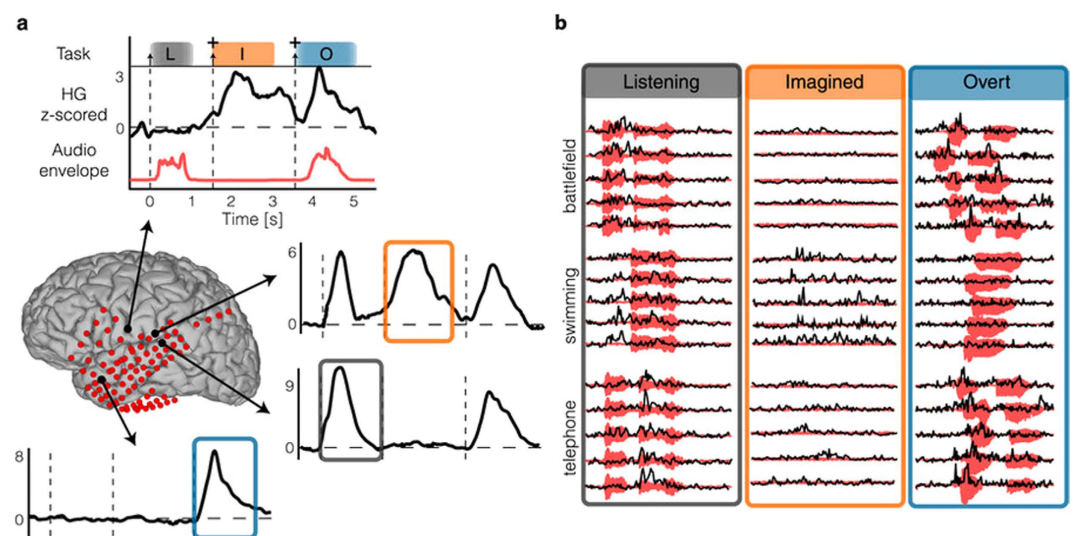 a
Task
L
I
O
HG
z-scored
3
0
Audio
envelope
0 1 2 3 4 5
Time [s]
6
0
9
0
8
0
b
Listening
Imagined
Overt
battlefield
swimming
telephone